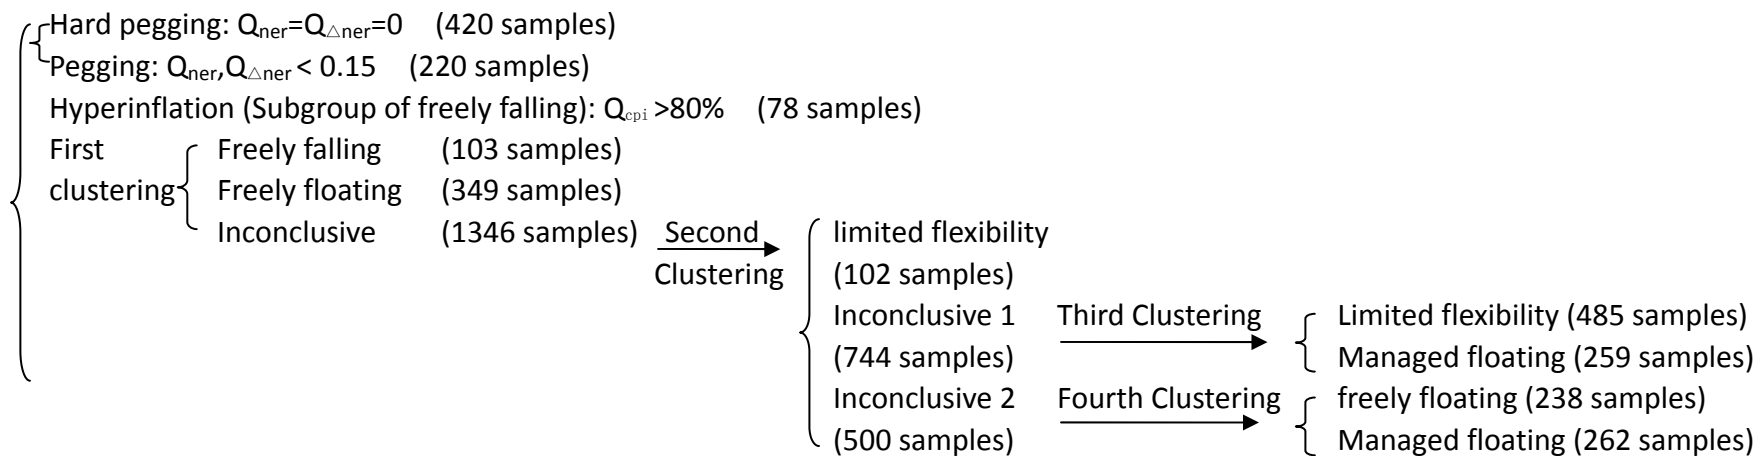 Hard pegging: Qner=Q△ner=0 (420 samples)
Pegging: Qner,Q△ner < 0.15 (220 samples)
Hyperinflation (Subgroup of freely falling): Qcpi >80% (78 samples)
First clustering
Freely falling (103 samples)
Freely floating (349 samples)
Inconclusive (1346 samples)
Second Clustering
limited flexibility
(102 samples)
Inconclusive 1
(744 samples)
Third Clustering
Limited flexibility (485 samples)
Managed floating (259 samples)
Inconclusive 2
(500 samples)
Fourth Clustering
freely floating (238 samples)
Managed floating (262 samples)